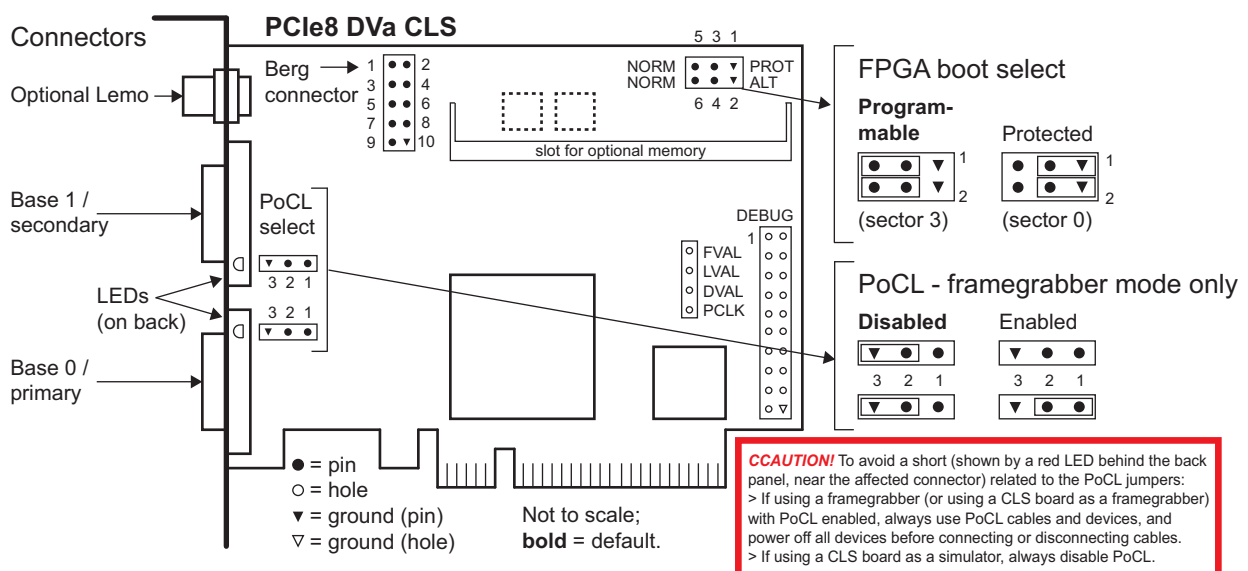 PCIe8 DVa CLS
Connectors
Optional Lemo
Base 1 /
secondary
LEDs
(on back)
Base 0 /
primary
Berg
connector
1 2
3 4
5 6
7 8
9 10
5 3 1
NORM PROT
NORM ALT
6 4 2
slot for optional memory
PoCL
select
3 2 1
3 2 1
DEBUG
1
FVAL
LVAL
DVAL
PCLK
FPGA boot select
Program-
mable
Protected
1
2
1
2
(sector 3) (sector 0)
PoCL - framegrabber mode only
Disabled Enabled
3 2 1 3 2 1
= pin
= hole
= ground (pin)
= ground (hole)
Not to scale;
bold = default.
CCAUTION! To avoid a short (shown by a red LED behind the back
panel, near the affected connector) related to the PoCL jumpers:
> If using a framegrabber (or using a CLS board as a framegrabber)
with PoCL enabled, always use PoCL cables and devices, and
power off all devices before connecting or disconnecting cables.
> If using a CLS board as a simulator, always disable PoCL.